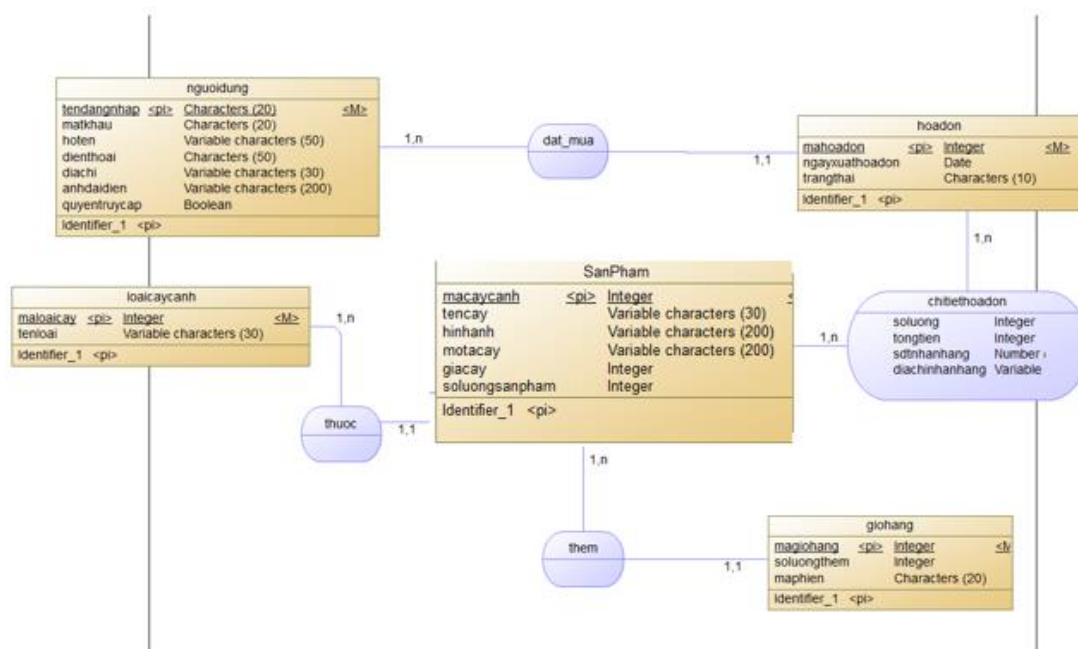 nguoidung
tendangnhap <pi> Characters (20) <M>
matkhau Characters (20)
hoten Variable characters (50)
dienthoai Characters (50)
diachi Variable characters (30)
anhdaidien Variable characters (200)
quyentruycap Boolean
Identifier_1 <pi>
1,n
dat_mua
1,1
hoadon
mahoadon <pi> Integer <M>
ngayxuathoadon Date
trangthai Characters (10)
Identifier_1 <pi>
1,n
loaicaycanh
maloaicay <pi> Integer <M>
tenloai Variable characters (30)
Identifier_1 <pi>
1,n
thuoc
1,1
SanPham
macaycanh <pi> Integer
tencay Variable characters (30)
hinhanh Variable characters (200)
motacay Variable characters (200)
giacay Integer
soluongsanpham Integer
Identifier_1 <pi>
1,n
chitiethoadon
soluong Integer
tongtien Integer
sdtnhanhang Number
diachinhanhang Variable
1,n
them
1,1
giohang
magiohang <pi> Integer
soluongthem Integer
maphien Characters (20)
Identifier_1 <pi>